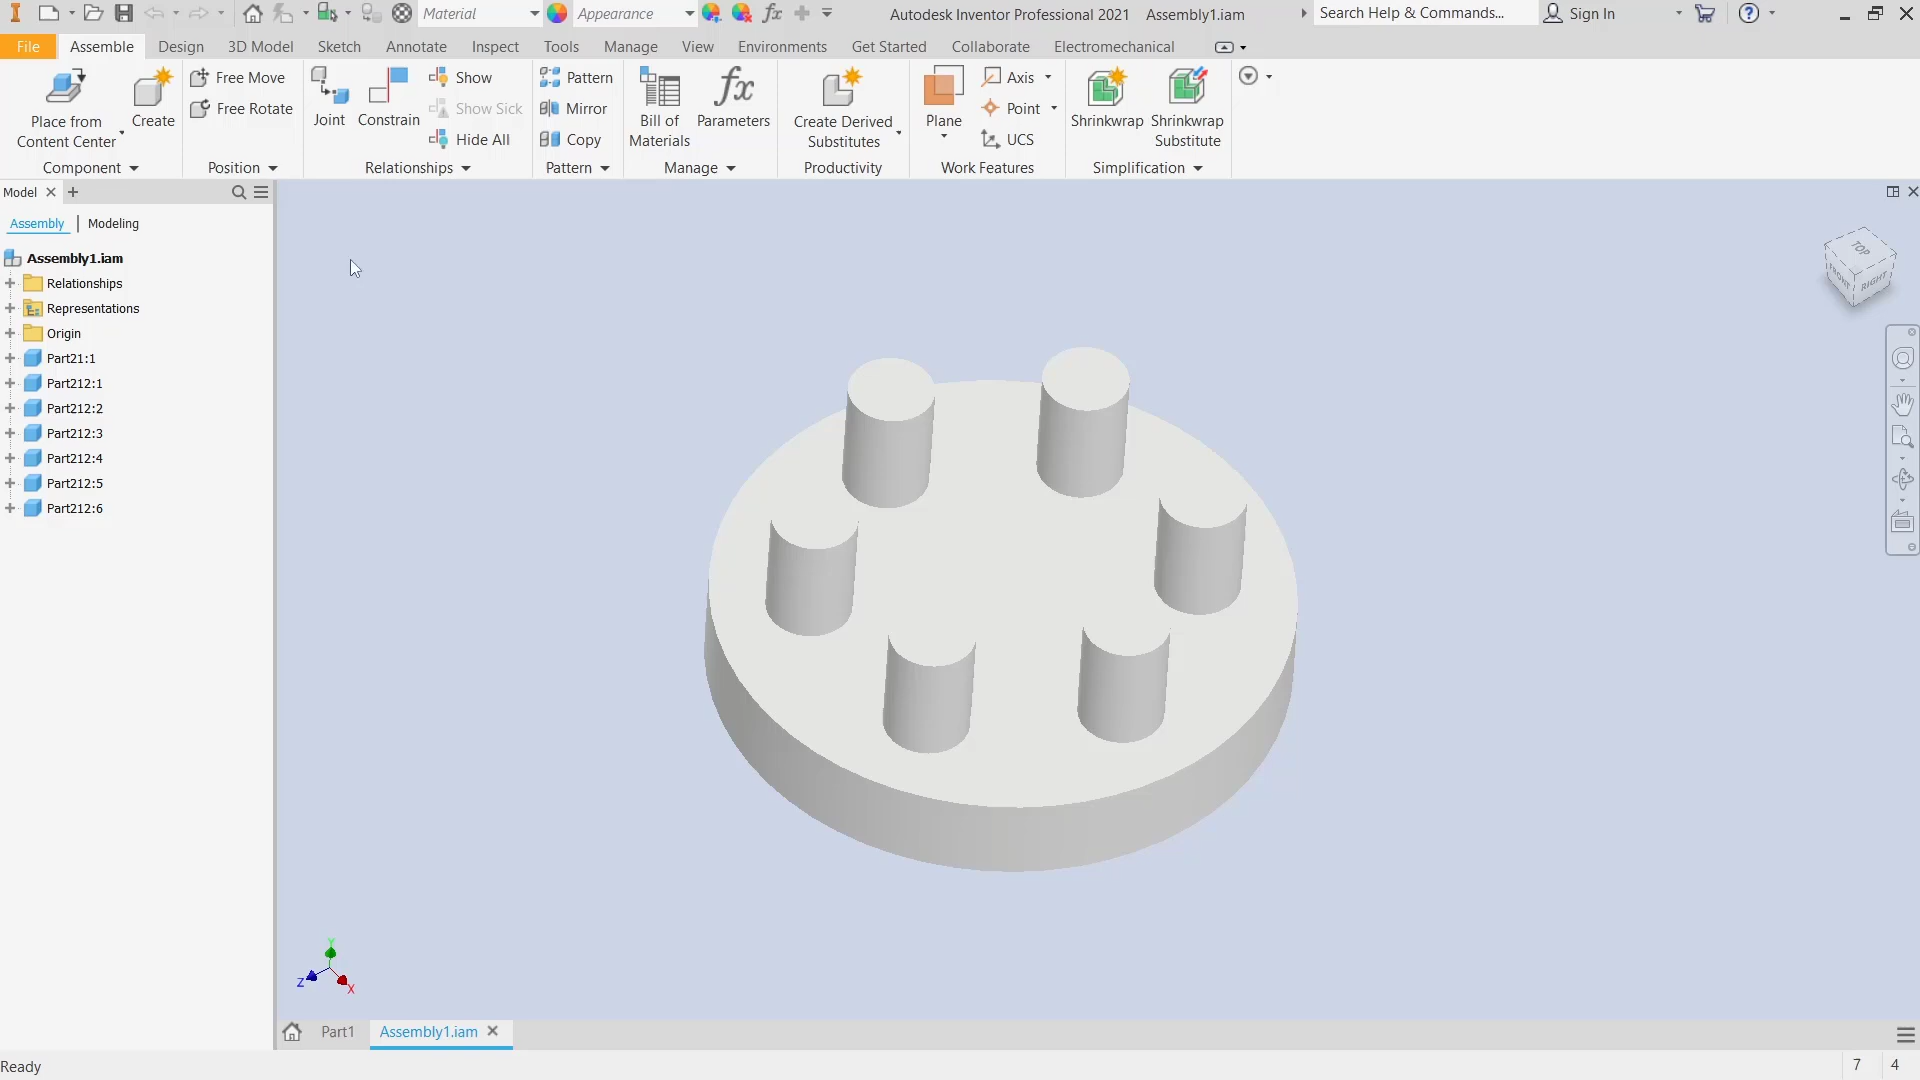 Material
Appearance
Autodesk Inventor Professional 2021 Assembly1.iam
Search Help & Commands...
Sign In
File Assemble Design 3D Model Sketch Annotate Inspect Tools Manage View Environments Get Started Collaborate Electromechanical
Place from
Content Center
Create
Free Move
Free Rotate
Joint
Constrain
Show
Show Sick
Hide All
Pattern
Mirror
Copy
Bill of
Materials
fx
Parameters
Create Derived
Substitutes
Plane
Axis
Point
UCS
Shrinkwrap
Shrinkwrap
Substitute
Component Position Relationships Pattern Manage Productivity Work Features Simplification
Model
Assembly | Modeling
Assembly1.iam
Relationships
Representations
Origin
Part21:1
Part212:1
Part212:2
Part212:3
Part212:4
Part212:5
Part212:6
TOP
FRONT
RIGHT
Y
Z
X
Part1
Assembly1.iam
Ready
7 4